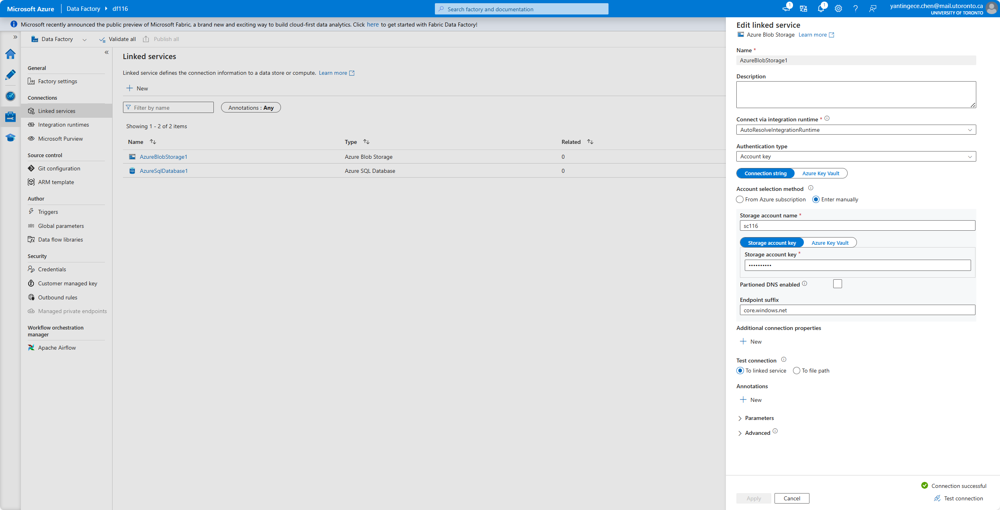 Microsoft Azure
Data Factory
df116
Search factory and documentation
1
1
yantingece.chen@mail.utoronto.ca
UNIVERSITY OF TORONTO
Microsoft recently announced the public preview of Microsoft Fabric, a brand new and exciting way to build cloud-first data analytics. Click here to get started with Fabric Data Factory!
Data Factory
Validate all
Publish all
General
Factory settings
Connections
Linked services
Integration runtimes
Microsoft Purview
Source control
Git configuration
ARM template
Author
Triggers
Global parameters
Data flow libraries
Security
Credentials
Customer managed key
Outbound rules
Managed private endpoints
Workflow orchestration
manager
Apache Airflow
Linked services
Linked service defines the connection information to a data store or compute. Learn more
New
Filter by name
Annotations : Any
Showing 1 - 2 of 2 items
Name Type Related
AzureBlobStorage1 Azure Blob Storage 0
AzureSqlDatabase1 Azure SQL Database 0
Edit linked service
Azure Blob Storage Learn more
Name *
AzureBlobStorage1
Description
Connect via integration runtime *
AutoResolveIntegrationRuntime
Authentication type
Account key
Connection string Azure Key Vault
Account selection method
From Azure subscription Enter manually
Storage account name *
sc116
Storage account key Azure Key Vault
Storage account key *
••••••••••
Partioned DNS enabled
Endpoint suffix
core.windows.net
Additional connection properties
New
Test connection
To linked service To file path
Annotations
New
Parameters
Advanced
Connection successful
Apply Cancel
Test connection